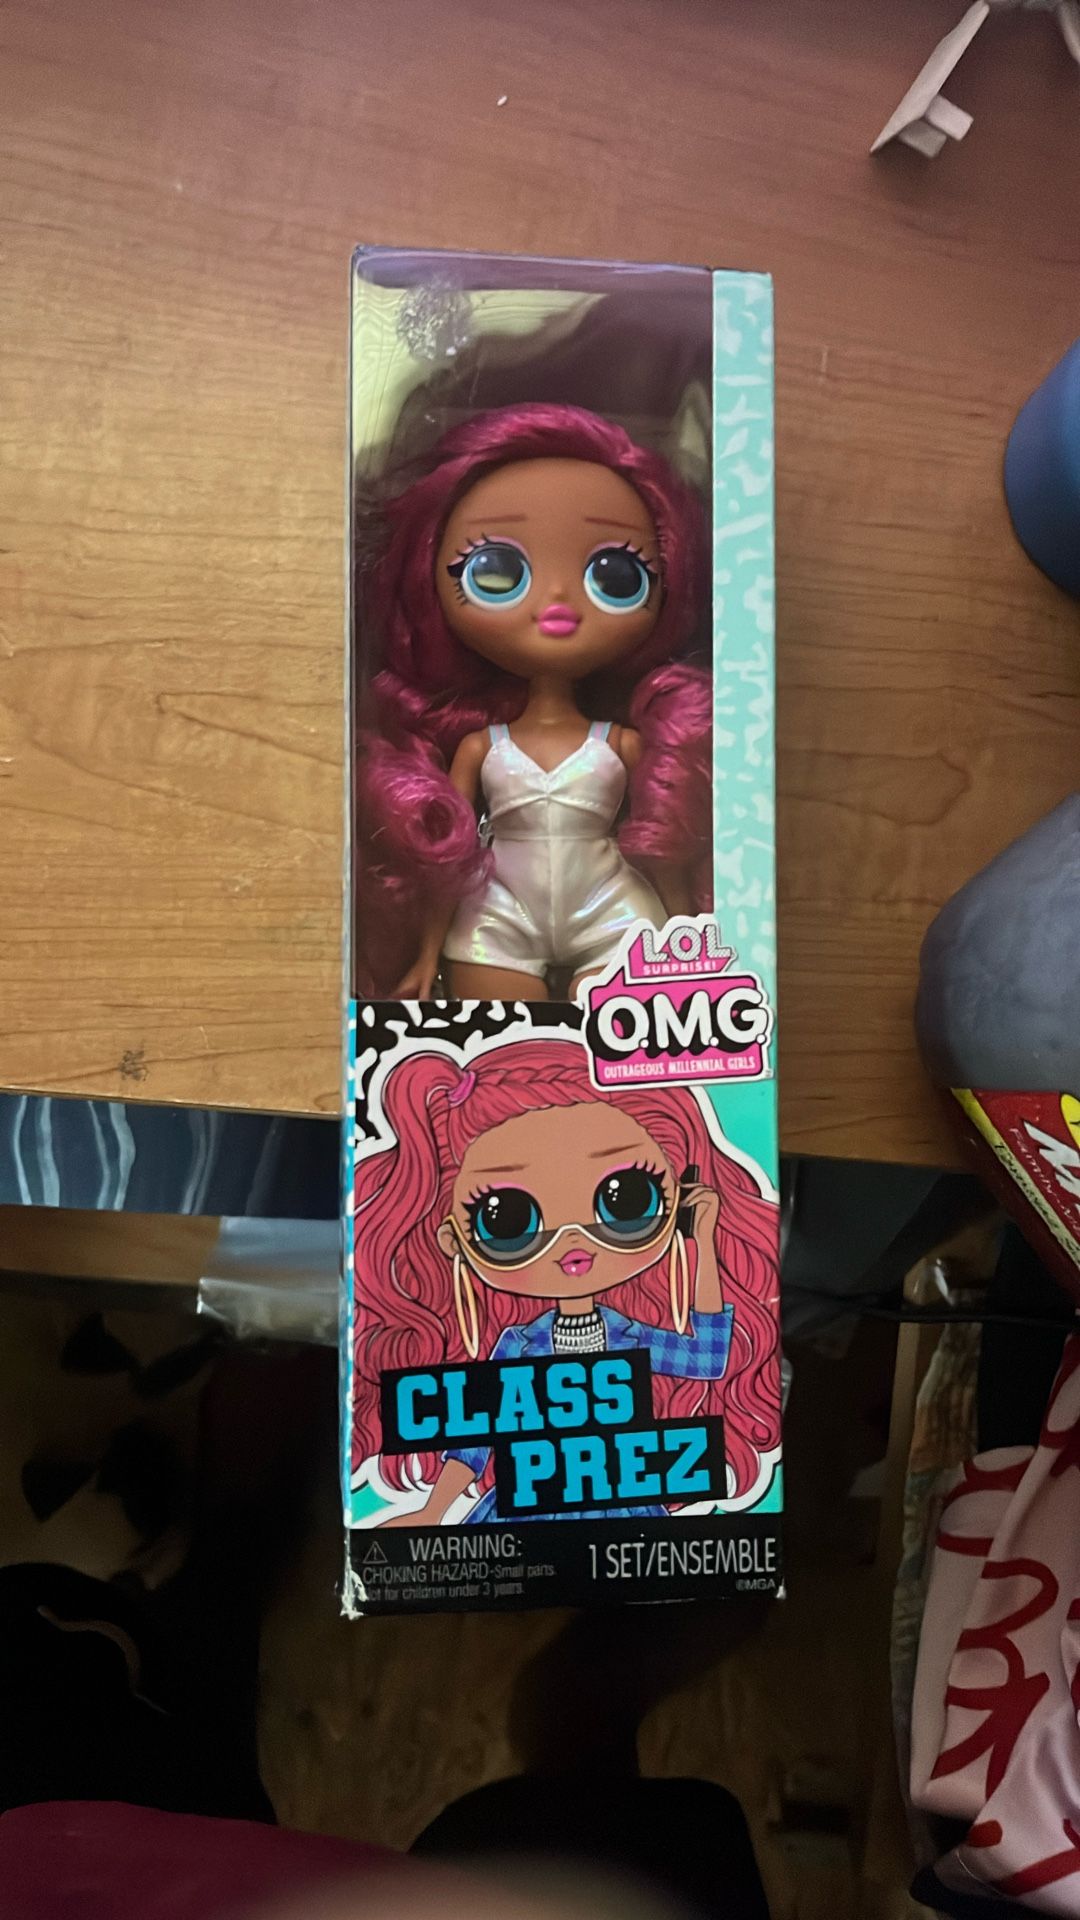 L.O.L.
SURPRISE!
O.M.G.
OUTRAGEOUS MILLENNIAL GIRLS
CLASS
PREZ
WARNING:
CHOKING HAZARD-Small parts.
Not for children under 3 years.
1 SET/ENSEMBLE
©MGA